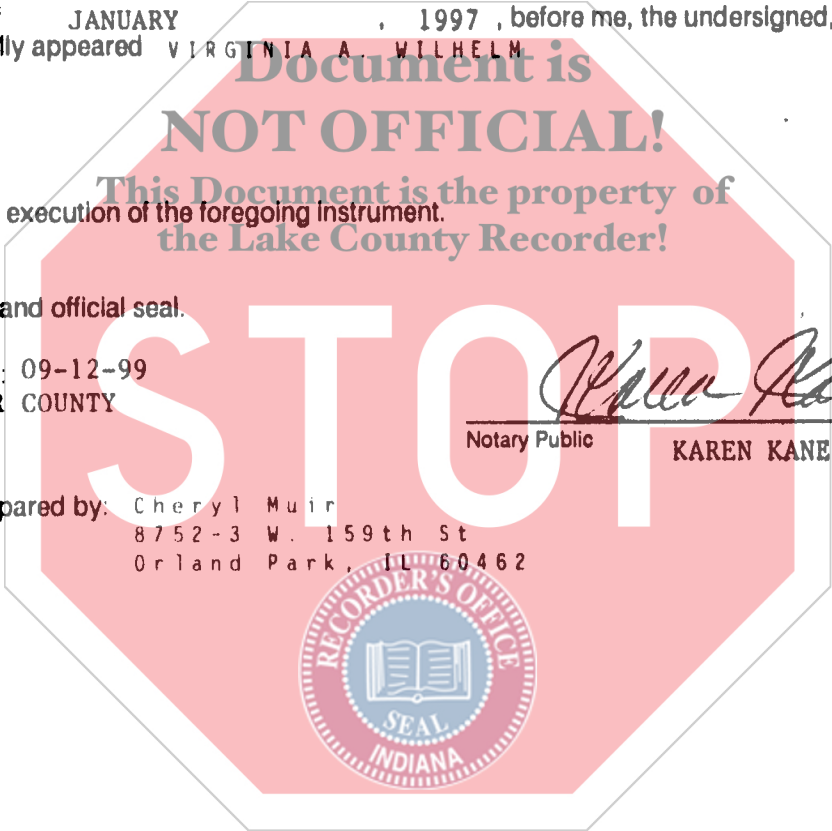 JANUARY , 1997 , before me, the undersigned,
lly appeared VIRGINIA A. WILHELM
Document is
NOT OFFICIAL!
This Document is the property of
execution of the foregoing instrument.
the Lake County Recorder!
and official seal.
STOP
: 09-12-99
R COUNTY
Karen
Notary Public KAREN KANE
pared by: Cheryl Muir
8752-3 W. 159th St
Orland Park, IL 60462
RECORDER'S OFFICE
SEAL
INDIANA